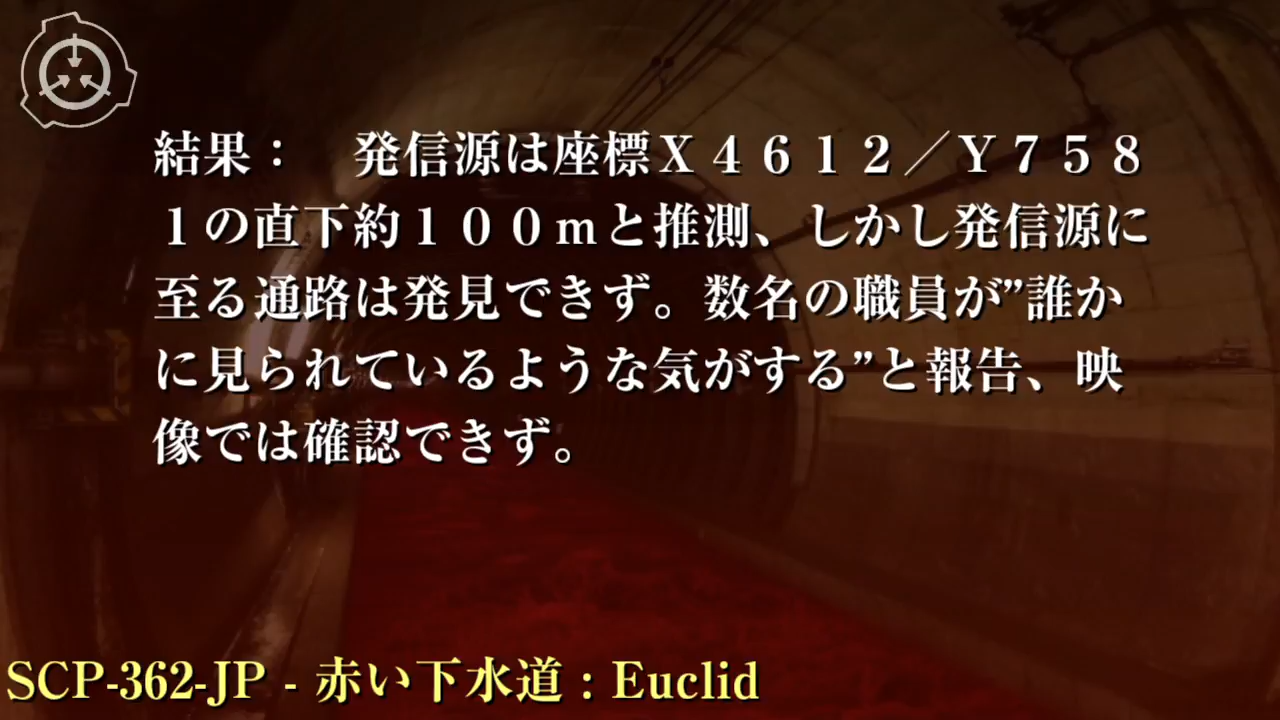 結果：　発信源は座標Ｘ４６１２／Ｙ７５８
１の直下約１００ｍと推測、しかし発信源に
至る通路は発見できず。数名の職員が”誰か
に見られているような気がする”と報告、映
像では確認できず。
SCP-362-JP - 赤い下水道：Euclid